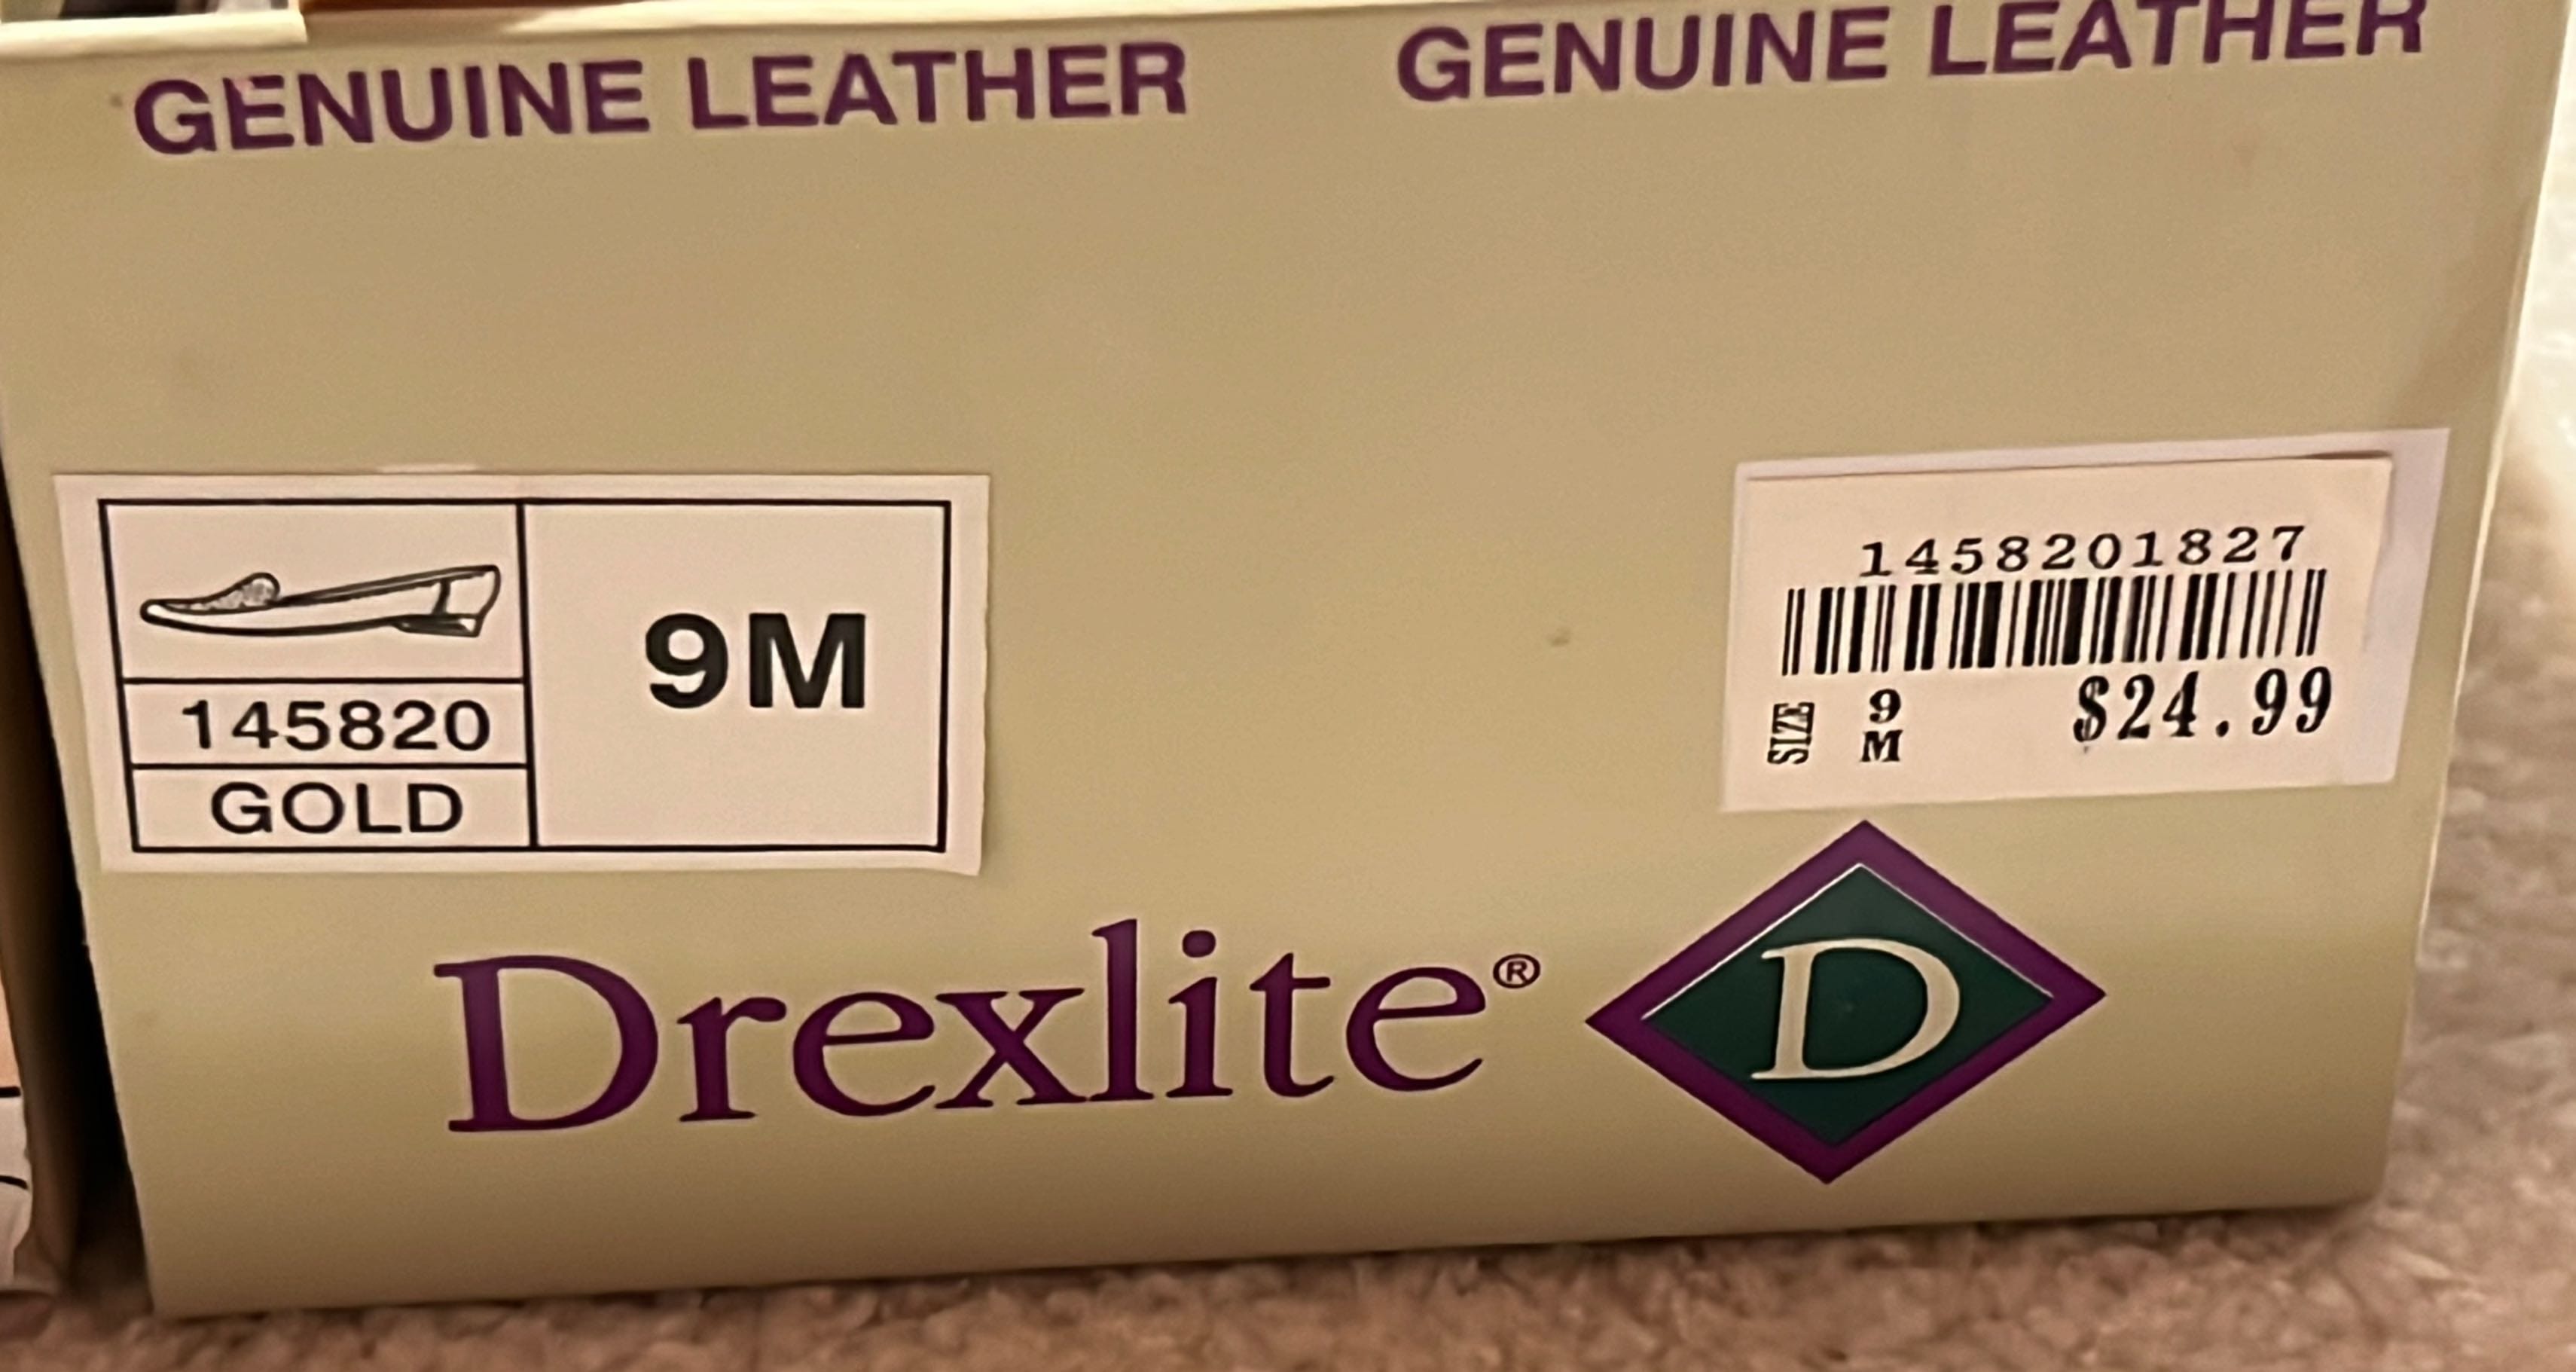 GENUINE LEATHER GENUINE LEATHER
145820
GOLD
9M
1458201827
SIZE 9 M $24.99
Drexlite®
D